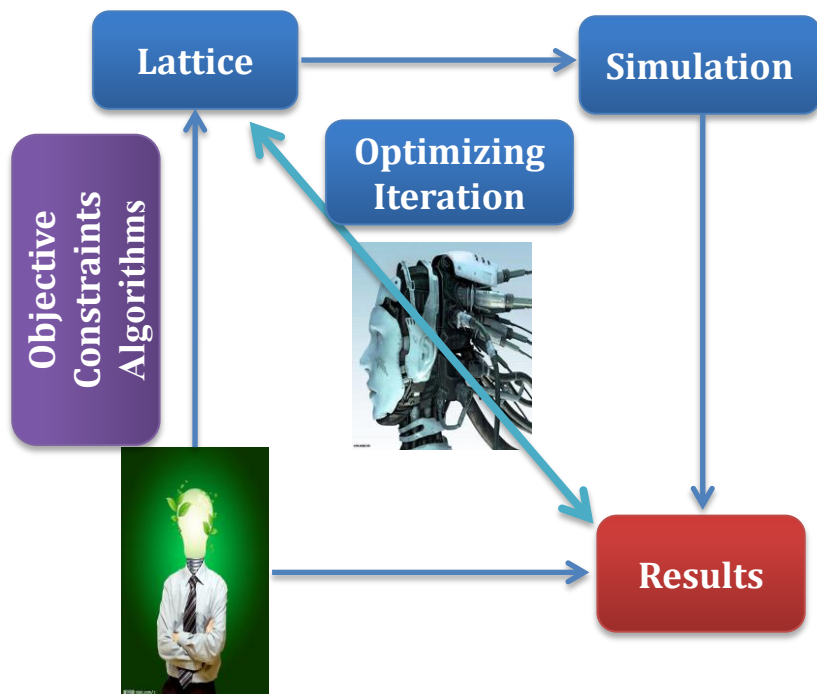 Lattice
Simulation
Optimizing
Iteration
Objective
Constraints
Algorithms
Results